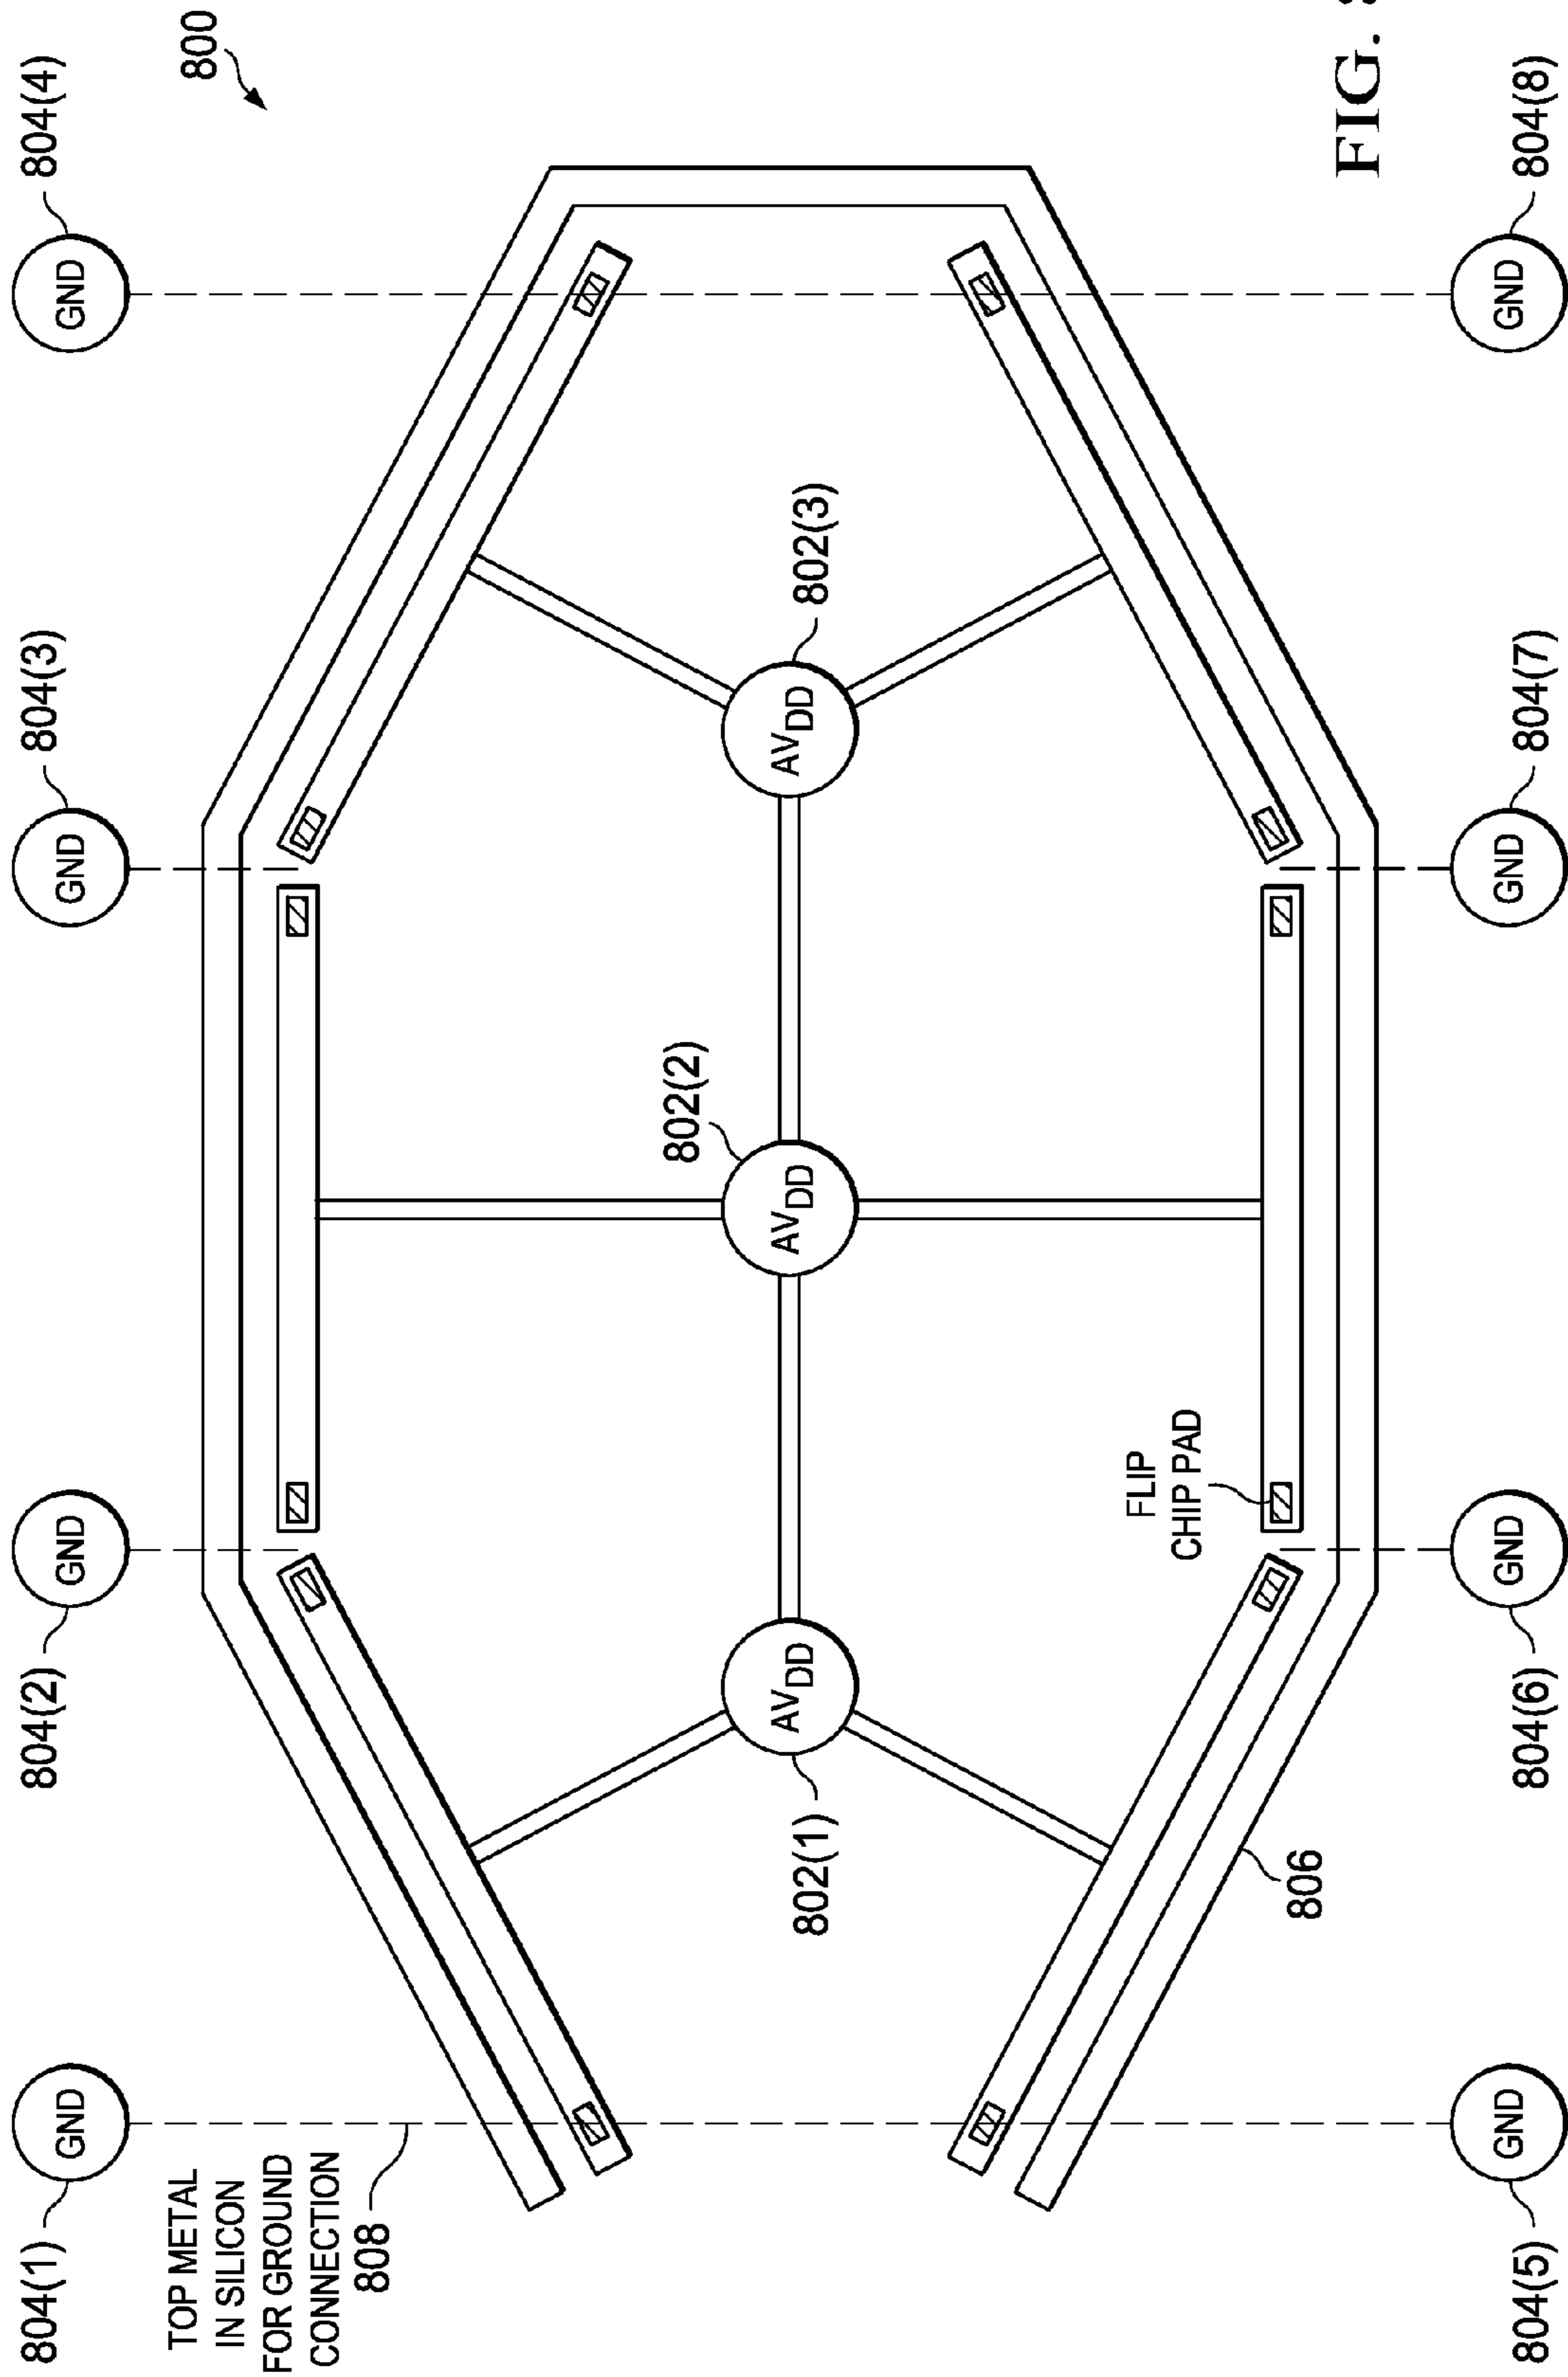 804(1)
804(2)
804(3)
804(4)
GND
GND
GND
GND
800
TOP METAL
IN SILICON
FOR GROUND
CONNECTION
808
802(2)
AVDD
AVDD
AVDD
802(1)
802(3)
FLIP
CHIP PAD
806
FIG.
GND
GND
GND
GND
804(5)
804(6)
804(7)
804(8)